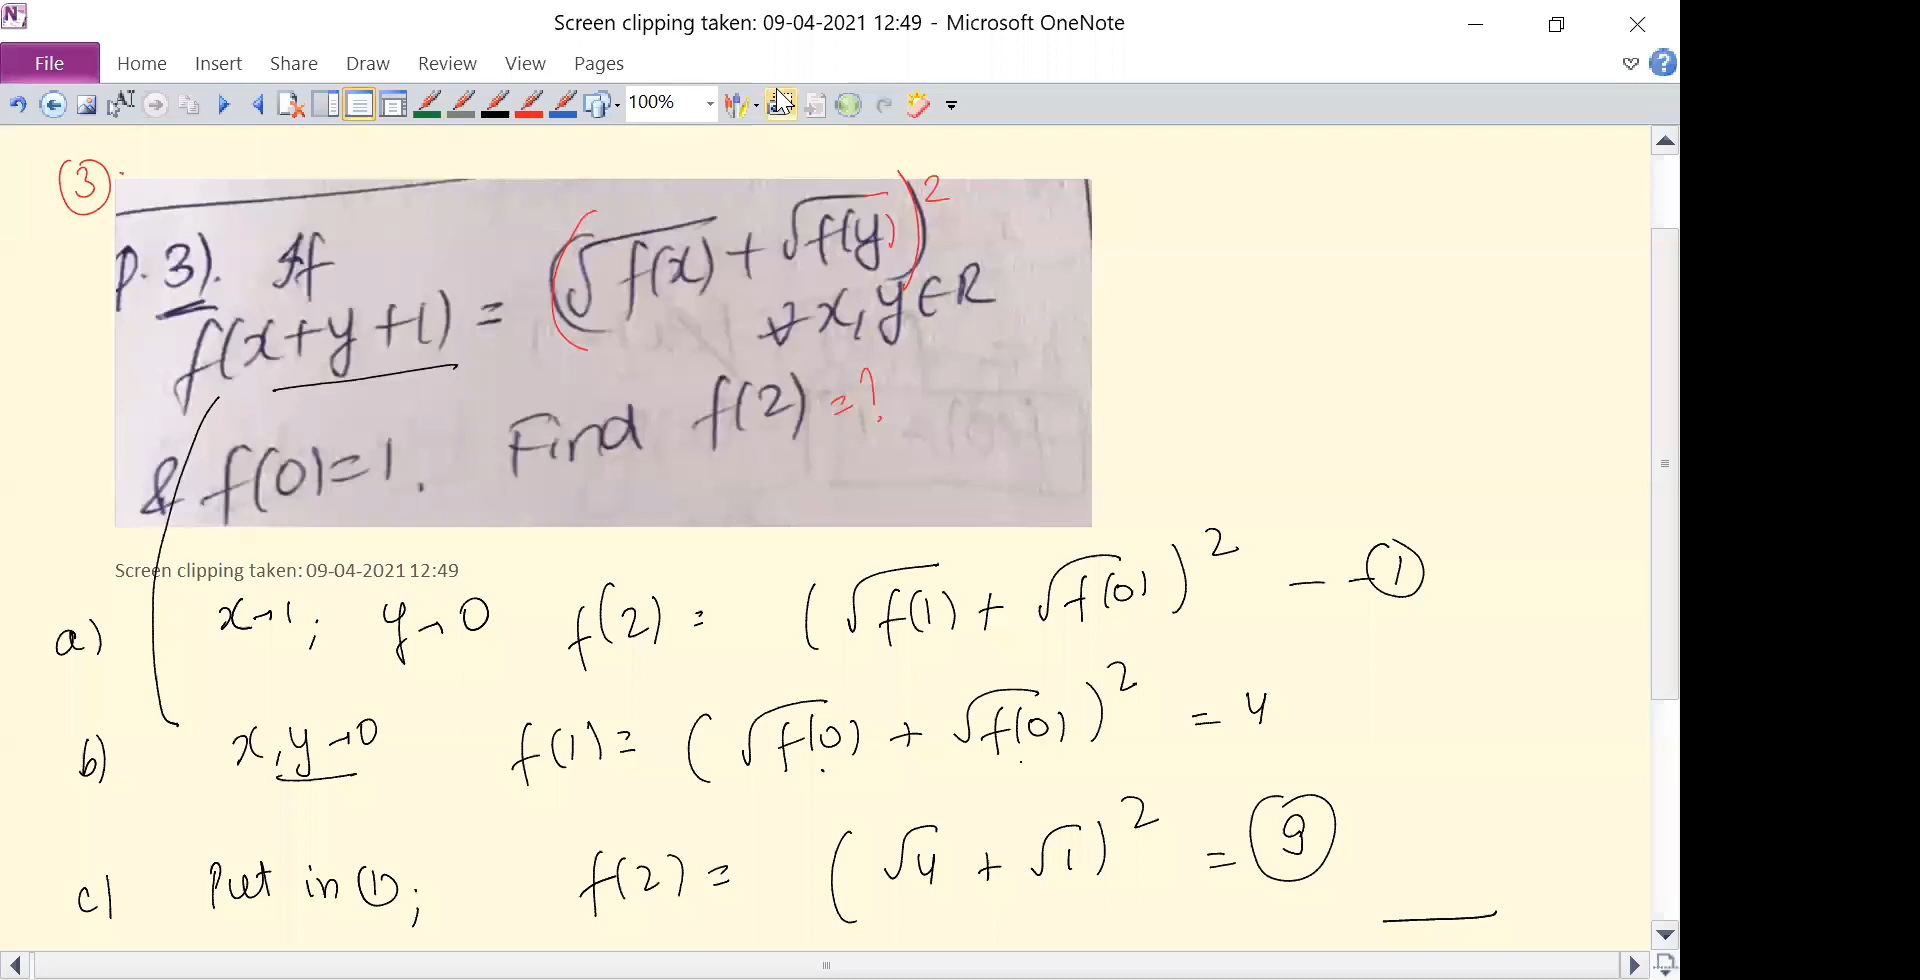 Screen clipping taken: 09-04-2021 12:49 - Microsoft OneNote
File Home Insert Share Draw Review View Pages
100%
③
p. 3). If
f(x+y+1) = (√f(x) + √f(y))²
∀ x, y ∈ R
& f(0)=1. Find f(2) = ?
Screen clipping taken: 09-04-2021 12:49
a) x→1; y→0 f(2) = (√f(1) + √f(0))² - - ①
b) x,y→0 f(1) = (√f(0) + √f(0))² = 4
c) Put in ①; f(2) = (√4 + √1)² = 9